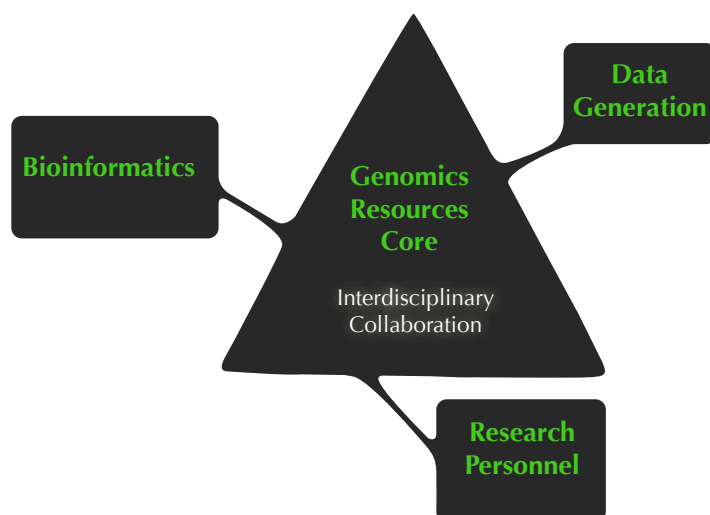 Data
Generation
Bioinformatics
Genomics
Resources
Core
Interdisciplinary
Collaboration
Research
Personnel